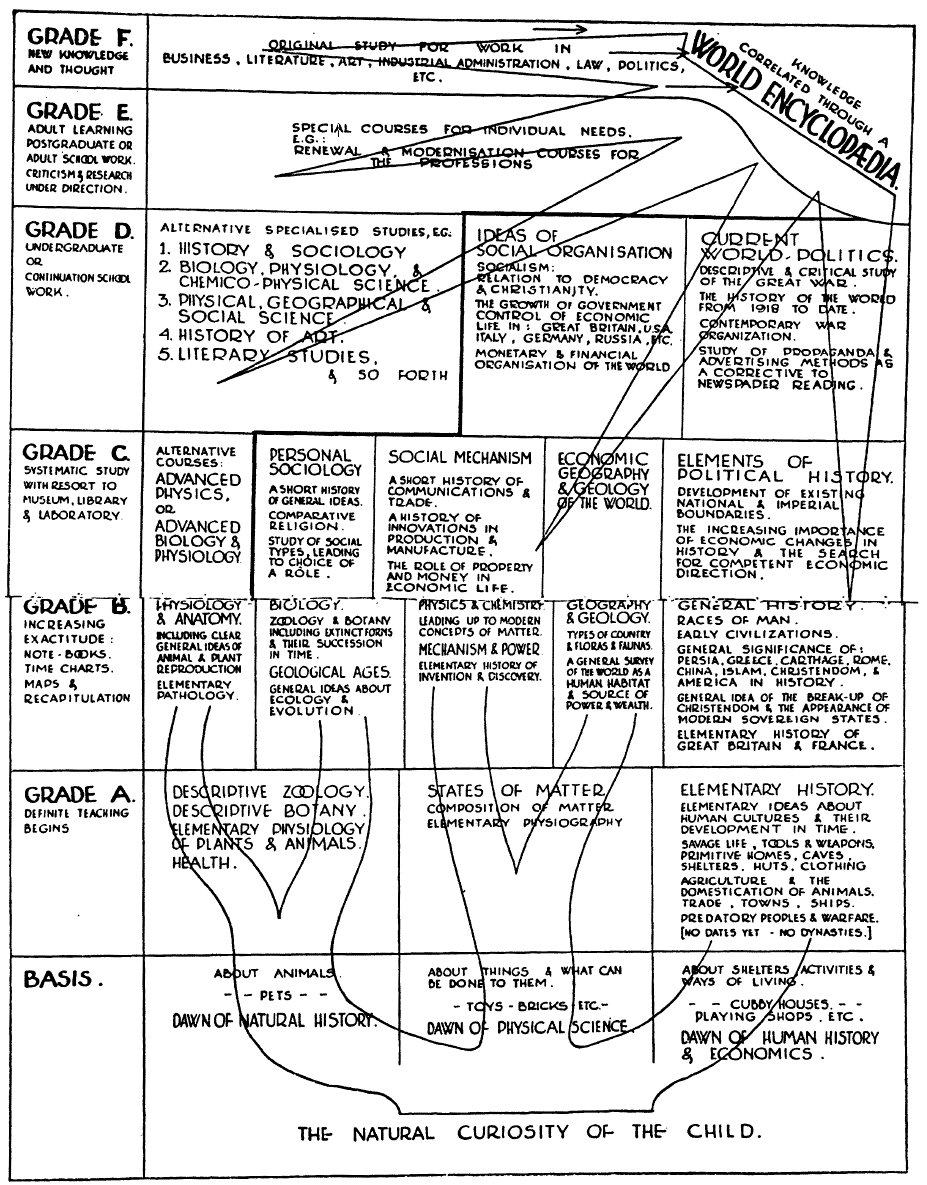 GRADE F.
NEW KNOWLEDGE
AND THOUGHT
ORIGINAL STUDY FOR WORK IN
BUSINESS, LITERATURE, ART, INDUSTRIAL ADMINISTRATION, LAW, POLITICS,
ETC.
KNOWLEDGE
CORRELATED THROUGH A
WORLD ENCYCLOPÆDIA.
GRADE E.
ADULT LEARNING
POSTGRADUATE OR
ADULT SCHOOL WORK.
CRITICISM & RESEARCH
UNDER DIRECTION.
SPECIAL COURSES FOR INDIVIDUAL NEEDS.
E.G.:
RENEWAL & MODERNISATION COURSES FOR
THE PROFESSIONS
GRADE D.
UNDERGRADUATE
OR
CONTINUATION SCHOOL
WORK.
ALTERNATIVE SPECIALISED STUDIES, E.G:
1. HISTORY & SOCIOLOGY
2. BIOLOGY, PHYSIOLOGY, &
CHEMICO-PHYSICAL SCIENCE.
3. PHYSICAL, GEOGRAPHICAL &
SOCIAL SCIENCE.
4. HISTORY OF ART.
5. LITERARY STUDIES,
& SO FORTH
IDEAS OF
SOCIAL ORGANISATION
SOCIALISM:
RELATION TO DEMOCRACY
& CHRISTIANITY.
THE GROWTH OF GOVERNMENT
CONTROL OF ECONOMIC
LIFE IN: GREAT BRITAIN, U.S.A.
ITALY, GERMANY, RUSSIA, ETC.
MONETARY & FINANCIAL
ORGANISATION OF THE WORLD
CURRENT
WORLD-POLITICS.
DESCRIPTIVE & CRITICAL STUDY
OF THE GREAT WAR.
THE HISTORY OF THE WORLD
FROM 1918 TO DATE.
CONTEMPORARY WAR
ORGANIZATION.
STUDY OF PROPAGANDA &
ADVERTISING METHODS AS
A CORRECTIVE TO
NEWSPAPER READING.
GRADE C.
SYSTEMATIC STUDY
WITH RESORT TO
MUSEUM, LIBRARY
& LABORATORY.
ALTERNATIVE
COURSES:
ADVANCED
PHYSICS,
OR
ADVANCED
BIOLOGY &
PHYSIOLOGY
PERSONAL
SOCIOLOGY
A SHORT HISTORY
OF GENERAL IDEAS.
COMPARATIVE
RELIGION.
STUDY OF SOCIAL
TYPES, LEADING
TO CHOICE OF
A RÔLE.
SOCIAL MECHANISM
A SHORT HISTORY OF
COMMUNICATIONS &
TRADE.
A HISTORY OF
INNOVATIONS IN
PRODUCTION &
MANUFACTURE.
THE ROLE OF PROPERTY
AND MONEY IN
ECONOMIC LIFE.
ECONOMIC
GEOGRAPHY
& GEOLOGY
OF THE WORLD.
ELEMENTS OF
POLITICAL HISTORY.
DEVELOPMENT OF EXISTING
NATIONAL & IMPERIAL
BOUNDARIES.
THE INCREASING IMPORTANCE
OF ECONOMIC CHANGES IN
HISTORY & THE SEARCH
FOR COMPETENT ECONOMIC
DIRECTION.
GRADE B.
INCREASING
EXACTITUDE:
NOTE-BOOKS.
TIME CHARTS.
MAPS &
RECAPITULATION
PHYSIOLOGY
& ANATOMY.
INCLUDING CLEAR
GENERAL IDEAS OF
ANIMAL & PLANT
REPRODUCTION
ELEMENTARY
PATHOLOGY.
BIOLOGY.
ZOOLOGY & BOTANY
INCLUDING EXTINCT FORMS
& THEIR SUCCESSION
IN TIME.
GEOLOGICAL AGES.
GENERAL IDEAS ABOUT
ECOLOGY &
EVOLUTION.
PHYSICS & CHEMISTRY
LEADING UP TO MODERN
CONCEPTS OF MATTER.
MECHANISM & POWER
ELEMENTARY HISTORY OF
INVENTION & DISCOVERY.
GEOGRAPHY
& GEOLOGY.
TYPES OF COUNTRY
& FLORAS & FAUNAS.
A GENERAL SURVEY
OF THE WORLD AS A
HUMAN HABITAT
& SOURCE OF
POWER & WEALTH.
GENERAL HISTORY.
RACES OF MAN.
EARLY CIVILIZATIONS.
GENERAL SIGNIFICANCE OF:
PERSIA, GREECE, CARTHAGE, ROME,
CHINA, ISLAM, CHRISTENDOM, &
AMERICA IN HISTORY.
GENERAL IDEA OF THE BREAK-UP OF
CHRISTENDOM & THE APPEARANCE OF
MODERN SOVEREIGN STATES.
ELEMENTARY HISTORY OF
GREAT BRITAIN & FRANCE.
GRADE A.
DEFINITE TEACHING
BEGINS
DESCRIPTIVE ZOOLOGY.
DESCRIPTIVE BOTANY.
ELEMENTARY PHYSIOLOGY
OF PLANTS & ANIMALS.
HEALTH.
STATES OF MATTER
COMPOSITION OF MATTER
ELEMENTARY PHYSIOGRAPHY
ELEMENTARY HISTORY.
ELEMENTARY IDEAS ABOUT
HUMAN CULTURES & THEIR
DEVELOPMENT IN TIME.
SAVAGE LIFE, TOOLS & WEAPONS,
PRIMITIVE HOMES, CAVES,
SHELTERS, HUTS, CLOTHING
AGRICULTURE & THE
DOMESTICATION OF ANIMALS.
TRADE, TOWNS, SHIPS.
PREDATORY PEOPLES & WARFARE.
[NO DATES YET - NO DYNASTIES.]
BASIS.
ABOUT ANIMALS.
- - PETS - -
DAWN OF NATURAL HISTORY.
ABOUT THINGS & WHAT CAN
BE DONE TO THEM.
- TOYS - BRICKS ETC.-
DAWN OF PHYSICAL SCIENCE.
ABOUT SHELTERS, ACTIVITIES &
WAYS OF LIVING.
- - CUBBY HOUSES. - -
PLAYING SHOPS. ETC.
DAWN OF HUMAN HISTORY
& ECONOMICS.
THE NATURAL CURIOSITY OF THE CHILD.